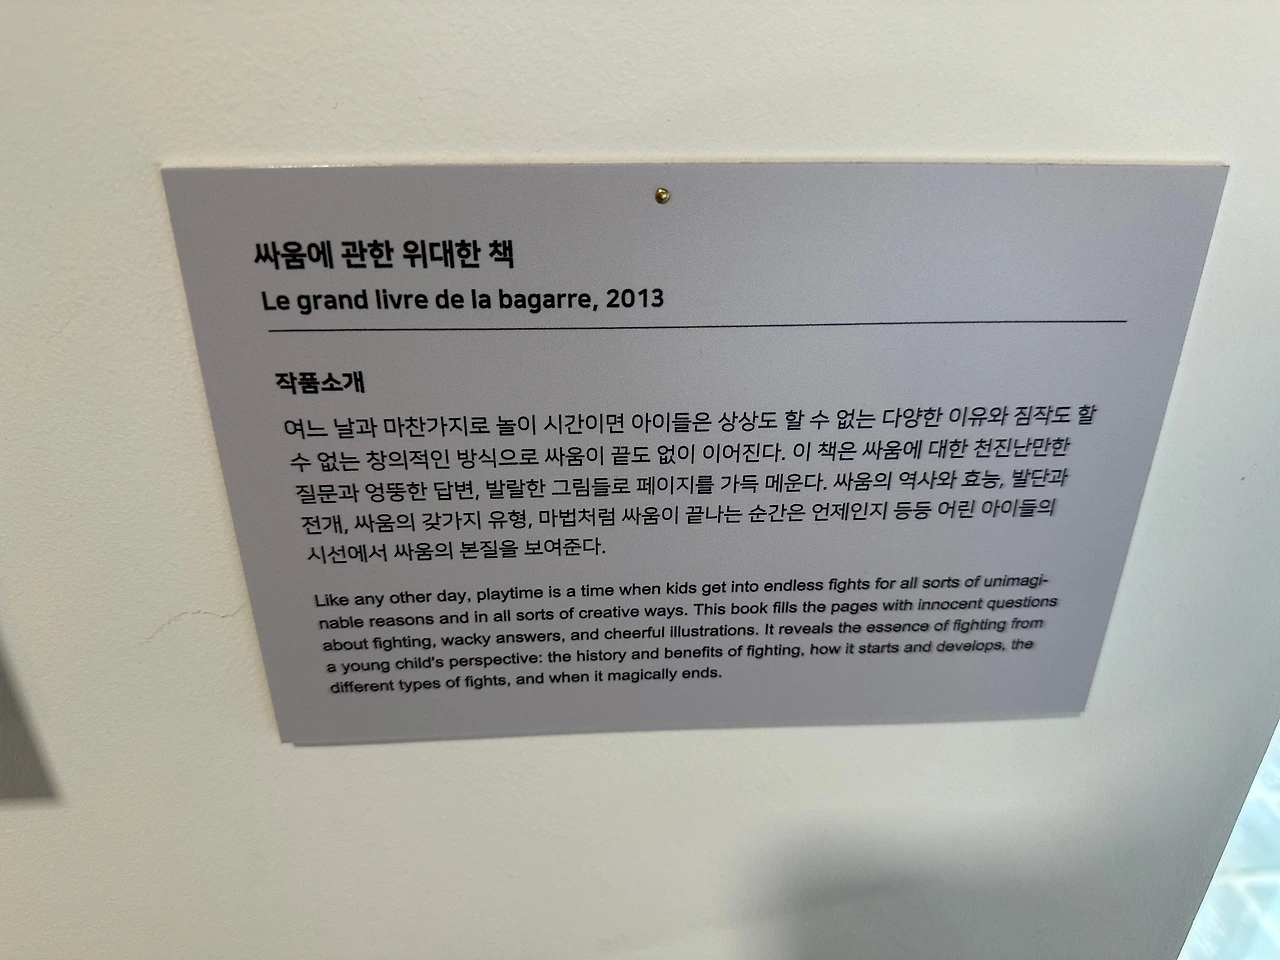 싸움에 관한 위대한 책
Le grand livre de la bagarre, 2013
작품소개
여느 날과 마찬가지로 놀이 시간이면 아이들은 상상도 할 수 없는 다양한 이유와 짐작도 할
수 없는 창의적인 방식으로 싸움이 끝도 없이 이어진다. 이 책은 싸움에 대한 천진난만한
질문과 엉뚱한 답변, 발랄한 그림들로 페이지를 가득 메운다. 싸움의 역사와 효능, 발단과
전개, 싸움의 갖가지 유형, 마법처럼 싸움이 끝나는 순간은 언제인지 등등 어린 아이들의
시선에서 싸움의 본질을 보여준다.
Like any other day, playtime is a time when kids get into endless fights for all sorts of unimagi-
nable reasons and in all sorts of creative ways. This book fills the pages with innocent questions
about fighting, wacky answers, and cheerful illustrations. It reveals the essence of fighting from
a young child's perspective: the history and benefits of fighting, how it starts and develops, the
different types of fights, and when it magically ends.